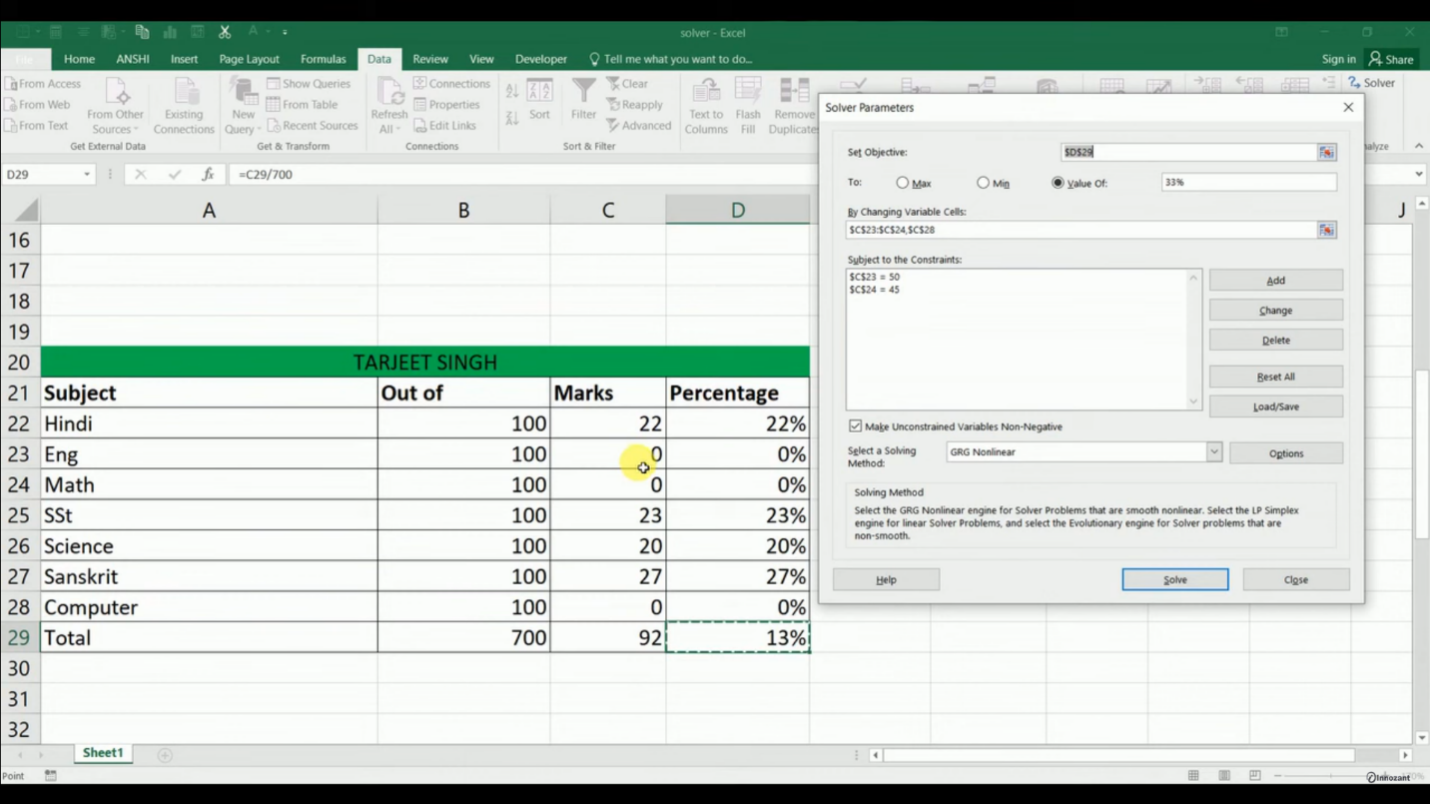 solver - Excel
Home ANSHI Insert Page Layout Formulas Data Review View Developer Tell me what you want to do... Sign in Share
From Access
From Web
From Text
From Other Sources
Existing Connections
Get External Data
New Query
Show Queries
From Table
Recent Sources
Get & Transform
Refresh All
Connections
Properties
Edit Links
Connections
Sort
Filter
Clear
Reapply
Advanced
Sort & Filter
Text to Columns
Flash Fill
Remove Duplicates
Solver
D29 fx =C29/700
A B C D J
16
17
18
19
20 TARJEET SINGH
21 Subject Out of Marks Percentage
22 Hindi 100 22 22%
23 Eng 100 0 0%
24 Math 100 0 0%
25 SSt 100 23 23%
26 Science 100 20 20%
27 Sanskrit 100 27 27%
28 Computer 100 0 0%
29 Total 700 92 13%
30
31
32
Solver Parameters
Set Objective: $D$29
To: Max Min Value Of: 33%
By Changing Variable Cells:
$C$23:$C$24,$C$28
Subject to the Constraints:
$C$23 = 50
$C$24 = 45
Add
Change
Delete
Reset All
Load/Save
Make Unconstrained Variables Non-Negative
Select a Solving Method: GRG Nonlinear Options
Solving Method
Select the GRG Nonlinear engine for Solver Problems that are smooth nonlinear. Select the LP Simplex
engine for linear Solver Problems, and select the Evolutionary engine for Solver problems that are
non-smooth.
Help Solve Close
Sheet1
Point
Innozant